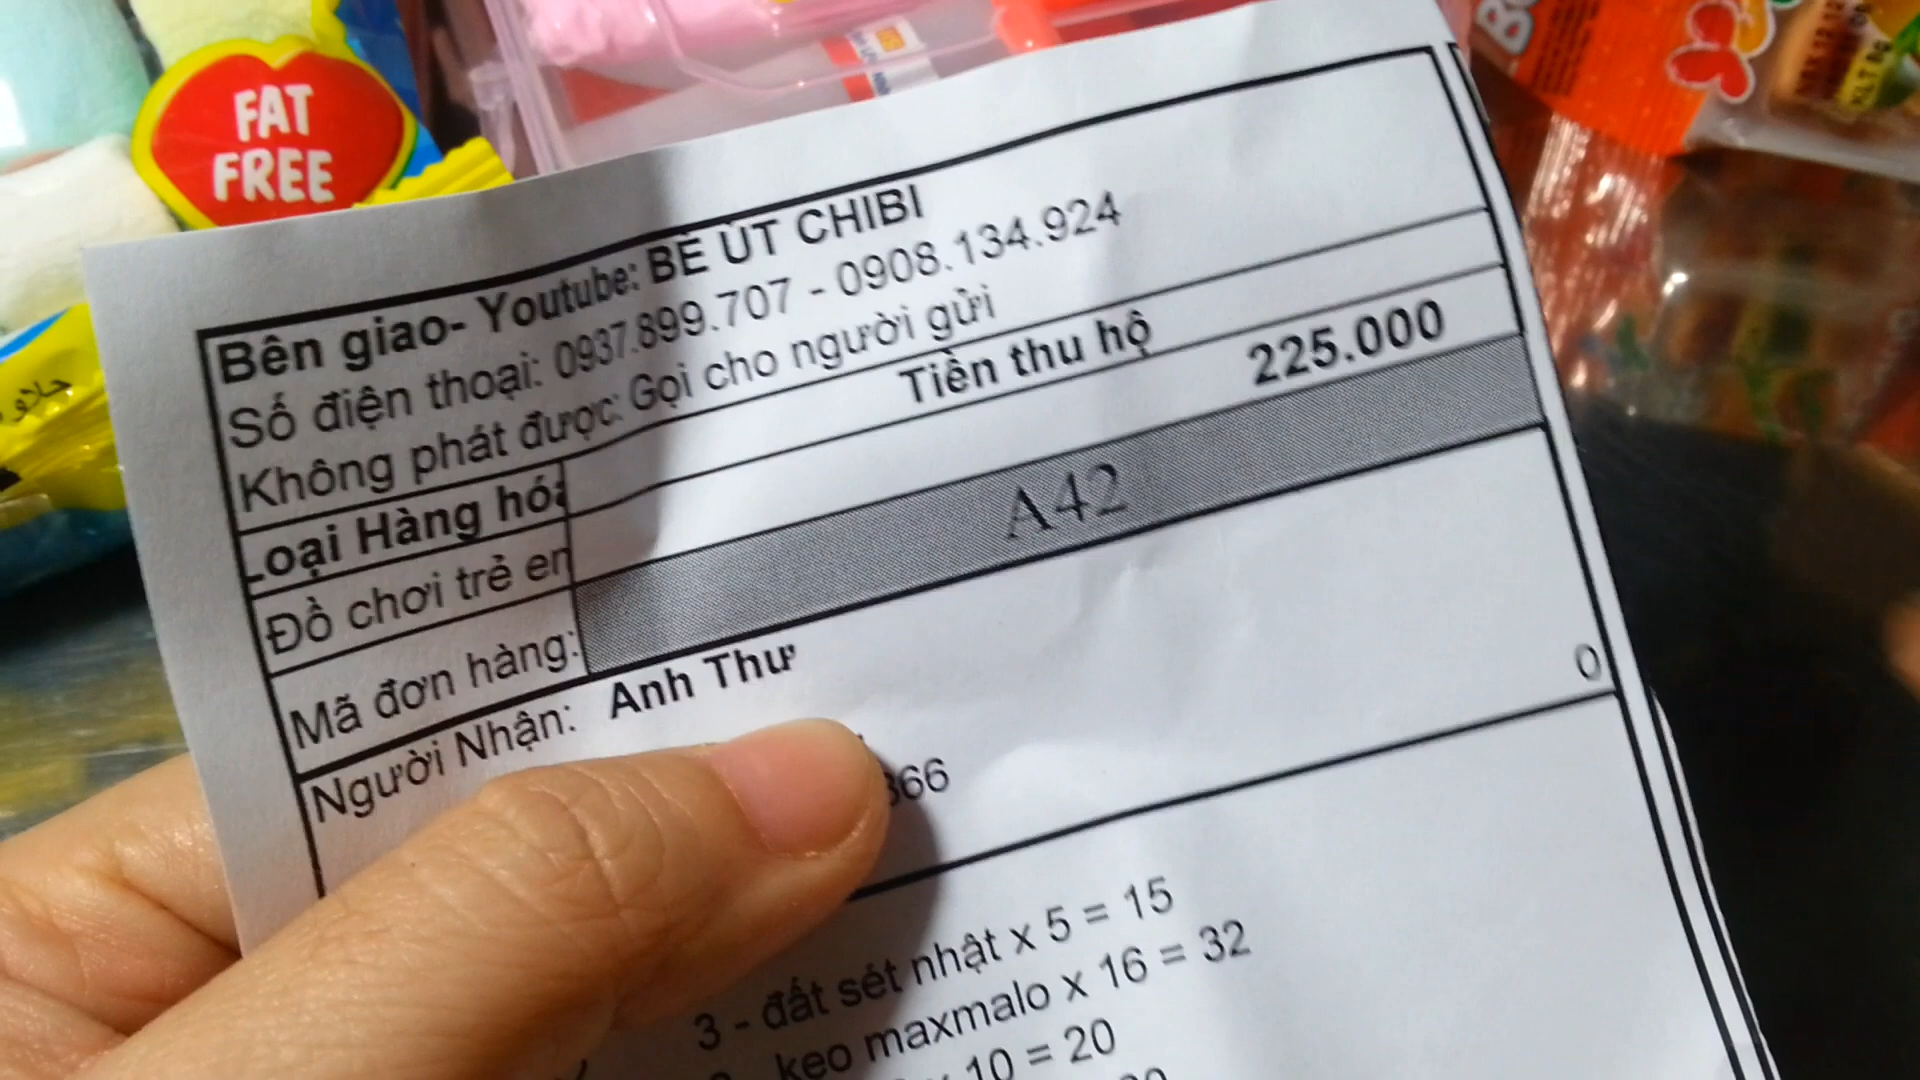 FAT
FREE
Bên giao- Youtube: BÉ ÚT CHIBI
Số điện thoại: 0937.899.707 - 0908.134.924
Không phát được: Gọi cho người gửi
Loại Hàng hóa Tiền thu hộ
Đồ chơi trẻ em 225.000
Mã đơn hàng: A42
Người Nhận: Anh Thư
366
0
3 - đất sét nhật x 5 = 15
kẹo maxmalo x 16 = 32
x 10 = 20